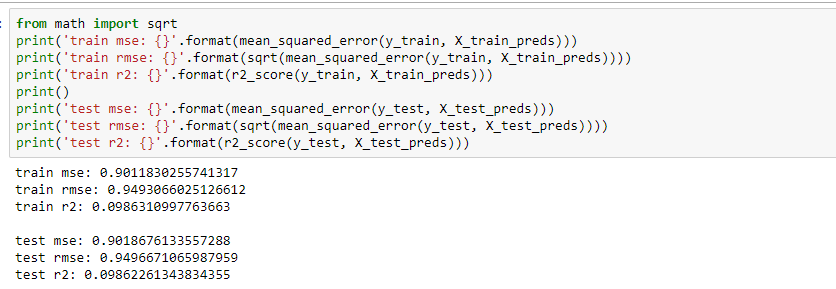 from math import sqrt
print('train mse: {}'.format(mean_squared_error(y_train, X_train_preds)))
print('train rmse: {}'.format(sqrt(mean_squared_error(y_train, X_train_preds))))
print('train r2: {}'.format(r2_score(y_train, X_train_preds)))
print()
print('test mse: {}'.format(mean_squared_error(y_test, X_test_preds)))
print('test rmse: {}'.format(sqrt(mean_squared_error(y_test, X_test_preds))))
print('test r2: {}'.format(r2_score(y_test, X_test_preds)))
train mse: 0.9011830255741317
train rmse: 0.9493066025126612
train r2: 0.0986310997763663
test mse: 0.9018676133557288
test rmse: 0.9496671065987959
test r2: 0.09862261343834355